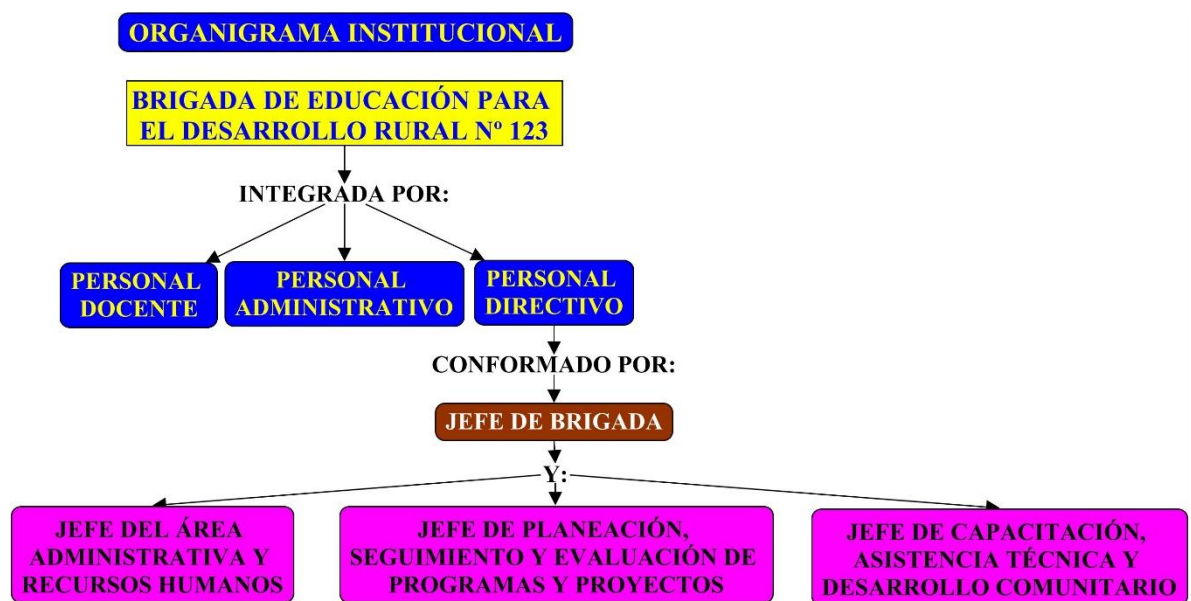 ORGANIGRAMA INSTITUCIONAL
BRIGADA DE EDUCACIÓN PARA
EL DESARROLLO RURAL Nº 123
INTEGRADA POR:
PERSONAL
DOCENTE
PERSONAL
ADMINISTRATIVO
PERSONAL
DIRECTIVO
CONFORMADO POR:
JEFE DE BRIGADA
Y:
JEFE DEL ÁREA
ADMINISTRATIVA Y
RECURSOS HUMANOS
JEFE DE PLANEACIÓN,
SEGUIMIENTO Y EVALUACIÓN DE
PROGRAMAS Y PROYECTOS
JEFE DE CAPACITACIÓN,
ASISTENCIA TÉCNICA Y
DESARROLLO COMUNITARIO